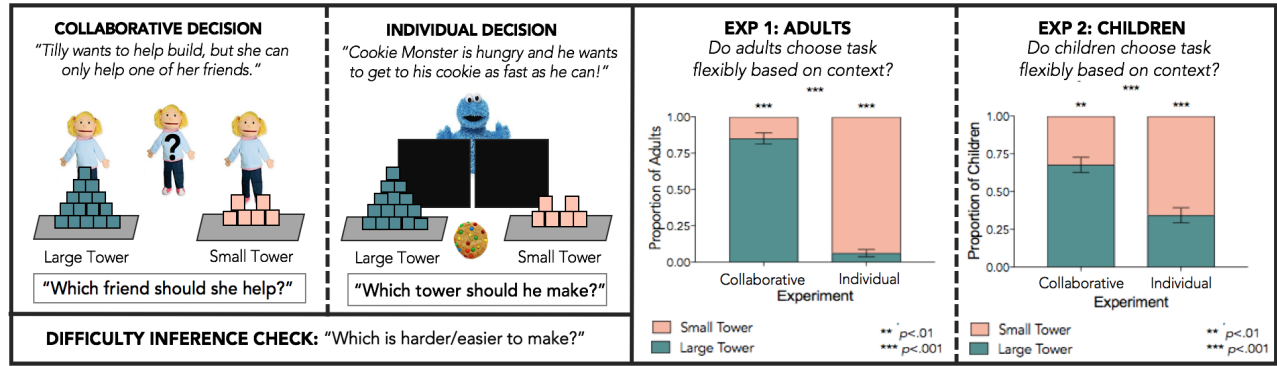 COLLABORATIVE DECISION
“Tilly wants to help build, but she can
only help one of her friends.”
?
Large Tower
Small Tower
“Which friend should she help?”
INDIVIDUAL DECISION
“Cookie Monster is hungry and he wants
to get to his cookie as fast as he can!”
Large Tower
Small Tower
“Which tower should he make?”
DIFFICULTY INFERENCE CHECK: “Which is harder/easier to make?”
EXP 1: ADULTS
Do adults choose task
flexibly based on context?
***
*** ***
Proportion of Adults
1.00
0.75
0.50
0.25
0.00
Collaborative Individual
Experiment
Small Tower
Large Tower
** p<.01
*** p<.001
EXP 2: CHILDREN
Do children choose task
flexibly based on context?
***
** ***
Proportion of Children
1.00
0.75
0.50
0.25
0.00
Collaborative Individual
Experiment
Small Tower
Large Tower
** p<.01
*** p<.001